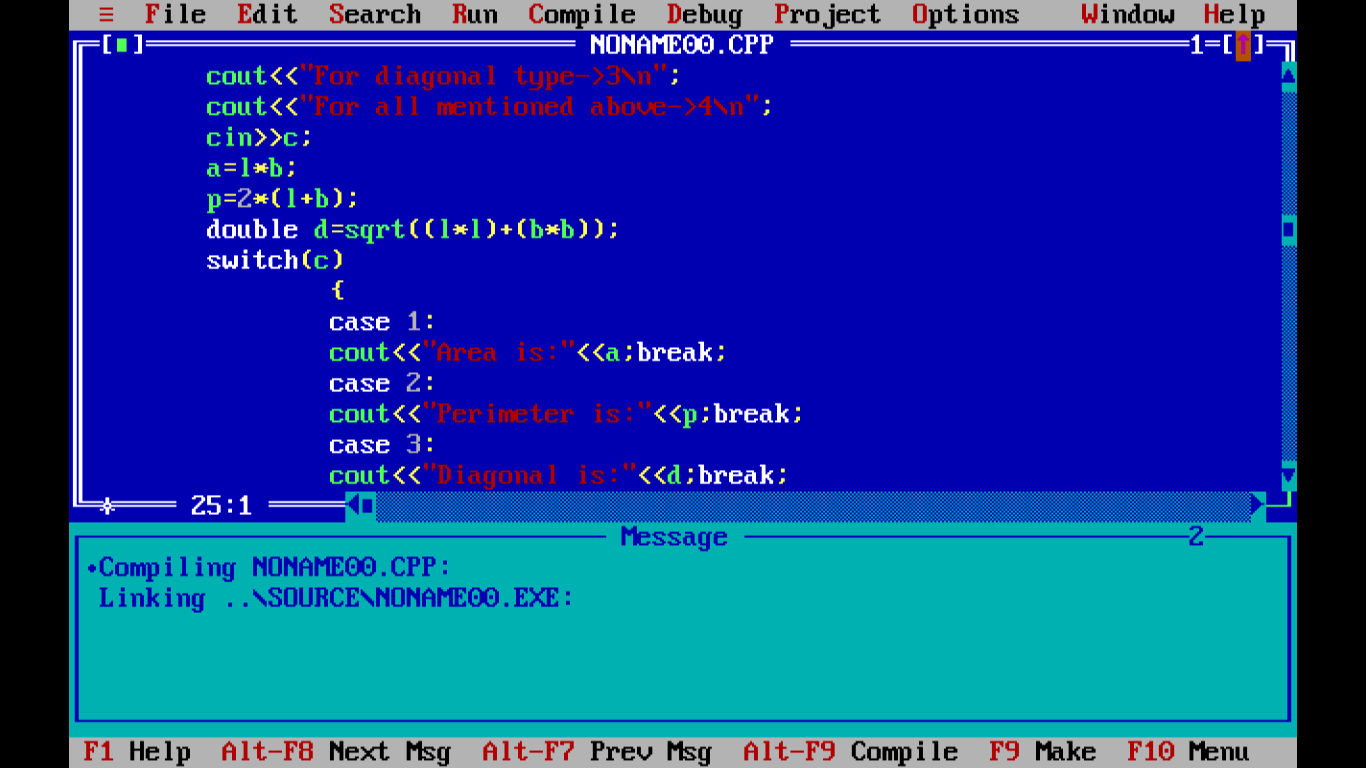 ≡ File Edit Search Run Compile Debug Project Options Window Help
[■] NONAME00.CPP 1=[↑]
cout<<"For diagonal type->3\n";
cout<<"For all mentioned above->4\n";
cin>>c;
a=l*b;
p=2*(l+b);
double d=sqrt((l*l)+(b*b));
switch(c)
{
case 1:
cout<<"Area is:"<<a;break;
case 2:
cout<<"Perimeter is:"<<p;break;
case 3:
cout<<"Diagonal is:"<<d;break;
25:1
Message 2
•Compiling NONAME00.CPP:
Linking ..\SOURCE\NONAME00.EXE:
F1 Help Alt-F8 Next Msg Alt-F7 Prev Msg Alt-F9 Compile F9 Make F10 Menu